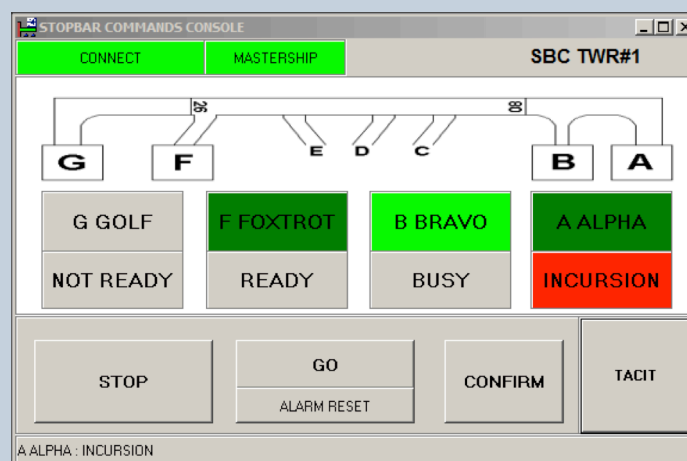 STOPBAR COMMANDS CONSOLE
CONNECT MASTERSHIP SBC TWR#1
26 08
G F E D C B A
G GOLF F FOXTROT B BRAVO A ALPHA
NOT READY READY BUSY INCURSION
STOP GO CONFIRM TACIT
ALARM RESET
A ALPHA : INCURSION